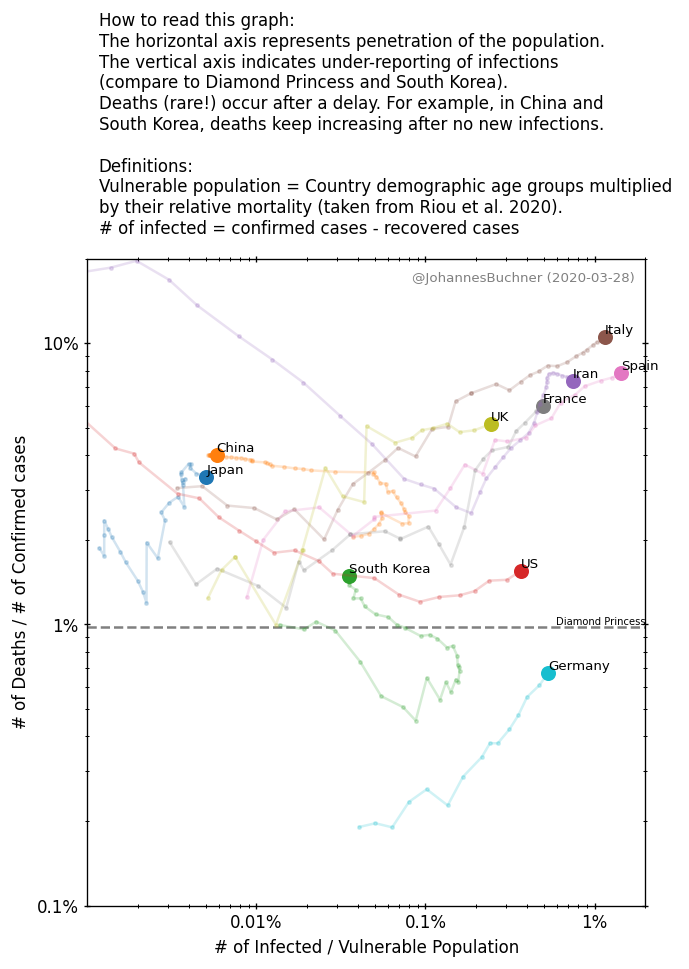 How to read this graph:
The horizontal axis represents penetration of the population.
The vertical axis indicates under-reporting of infections
(compare to Diamond Princess and South Korea).
Deaths (rare!) occur after a delay. For example, in China and
South Korea, deaths keep increasing after no new infections.
Definitions:
Vulnerable population = Country demographic age groups multiplied
by their relative mortality (taken from Riou et al. 2020).
# of infected = confirmed cases - recovered cases
@JohannesBuchner (2020-03-28)
Italy
10%
Spain
Iran
France
UK
China
Japan
South Korea
US
1%
Diamond Princess
Germany
0.1%
0.01%
0.1%
1%
# of Deaths / # of Confirmed cases
# of Infected / Vulnerable Population